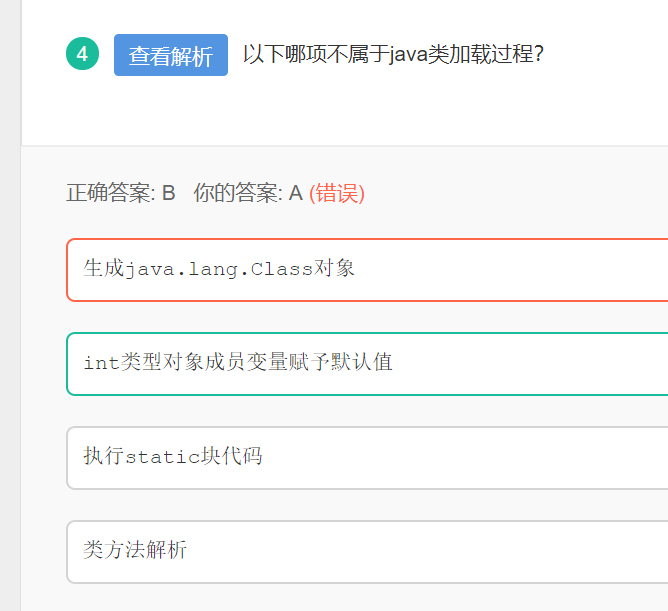 4 查看解析 以下哪项不属于java类加载过程?
正确答案: B 你的答案: A (错误)
生成java.lang.Class对象
int类型对象成员变量赋予默认值
执行static块代码
类方法解析